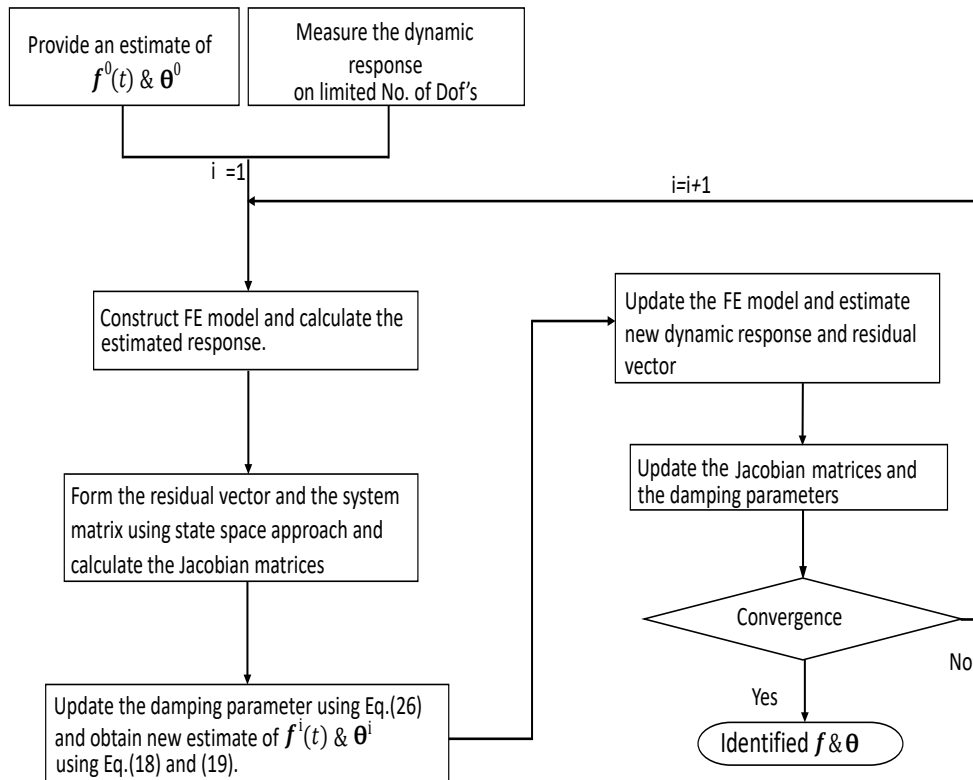 Provide an estimate of
f⁰(t) & θ⁰
Measure the dynamic
response
on limited No. of Dof's
i =1
i=i+1
Construct FE model and calculate the
estimated response.
Form the residual vector and the system
matrix using state space approach and
calculate the Jacobian matrices
Update the damping parameter using Eq.(26)
and obtain new estimate of fⁱ(t) & θⁱ
using Eq.(18) and (19).
Update the FE model and estimate
new dynamic response and residual
vector
Update the Jacobian matrices and
the damping parameters
Convergence
No
Yes
Identified f & θ